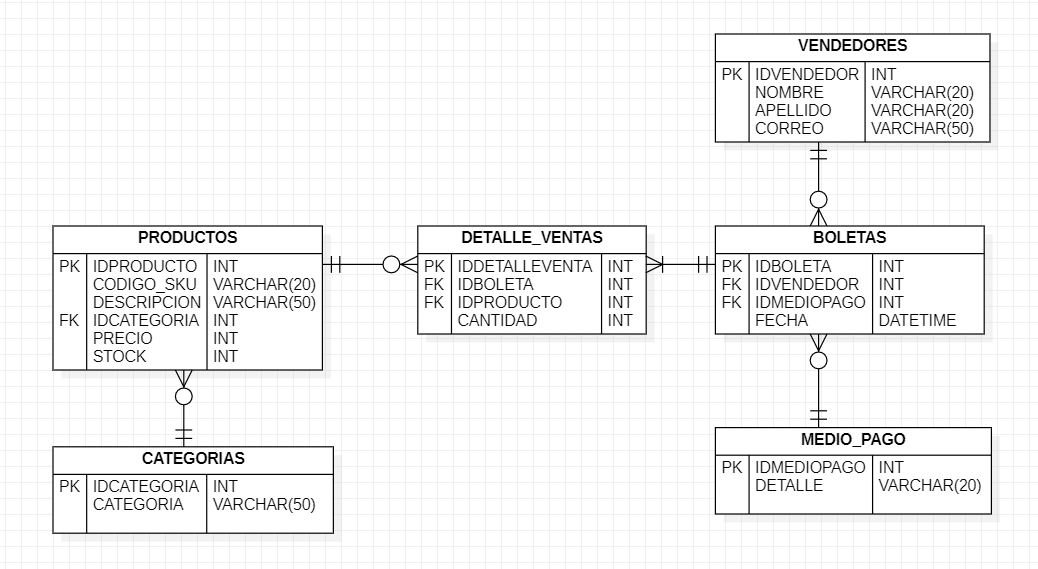 VENDEDORES
PK IDVENDEDOR INT
NOMBRE VARCHAR(20)
APELLIDO VARCHAR(20)
CORREO VARCHAR(50)
PRODUCTOS
PK IDPRODUCTO INT
CODIGO_SKU VARCHAR(20)
DESCRIPCION VARCHAR(50)
FK IDCATEGORIA INT
PRECIO INT
STOCK INT
DETALLE_VENTAS
PK IDDETALLEVENTA INT
FK IDBOLETA INT
FK IDPRODUCTO INT
CANTIDAD INT
BOLETAS
PK IDBOLETA INT
FK IDVENDEDOR INT
FK IDMEDIOPAGO INT
FECHA DATETIME
CATEGORIAS
PK IDCATEGORIA INT
CATEGORIA VARCHAR(50)
MEDIO_PAGO
PK IDMEDIOPAGO INT
DETALLE VARCHAR(20)